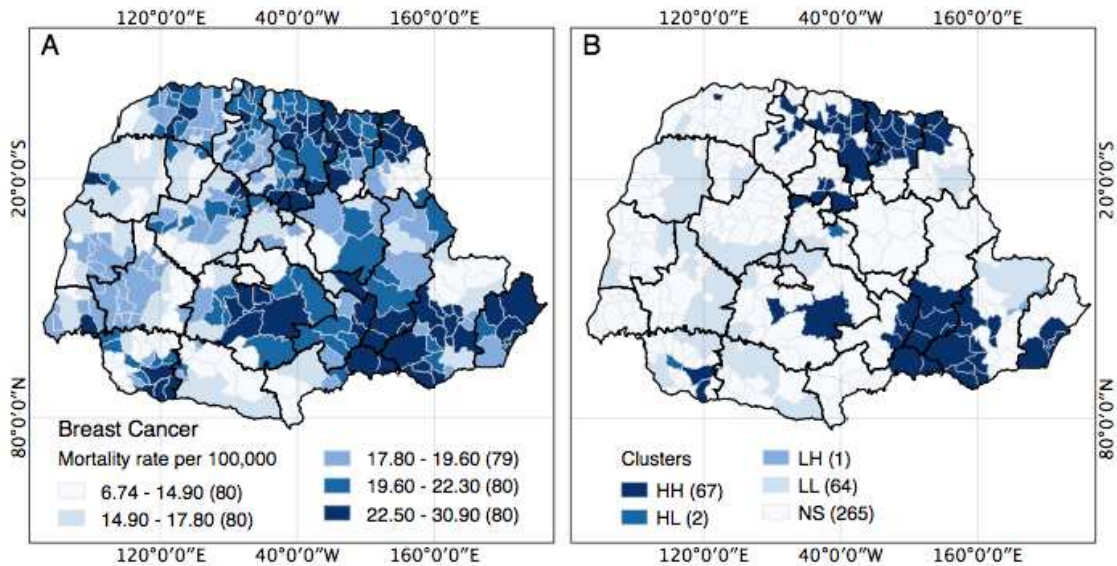 120°0'0"E 40°0'0"W 160°0'0"E 120°0'0"E 40°0'0"W 160°0'0"E
A
B
20°0'0"S
20°0'0"S
80°0'0"N
80°0'0"N
Breast Cancer
Mortality rate per 100,000
6.74 - 14.90 (80)
14.90 - 17.80 (80)
17.80 - 19.60 (79)
19.60 - 22.30 (80)
22.50 - 30.90 (80)
Clusters
HH (67)
HL (2)
LH (1)
LL (64)
NS (265)
120°0'0"E 40°0'0"W 160°0'0"E 120°0'0"E 40°0'0"W 160°0'0"E